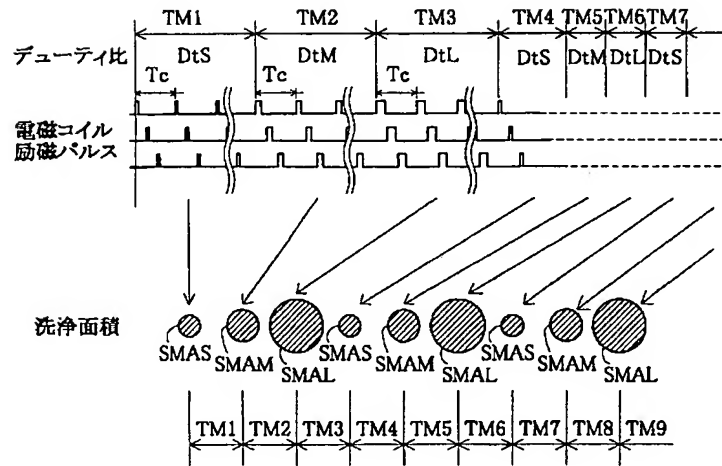 TM1 TM2 TM3 TM4 TM5 TM6 TM7
デューティ比 DtS DtM DtL DtS DtM DtL DtS
Tc Tc Tc
電磁コイル
励磁パルス
洗浄面積
SMAS SMAM SMAL SMAS SMAM SMAL SMAS SMAM SMAL
TM1 TM2 TM3 TM4 TM5 TM6 TM7 TM8 TM9